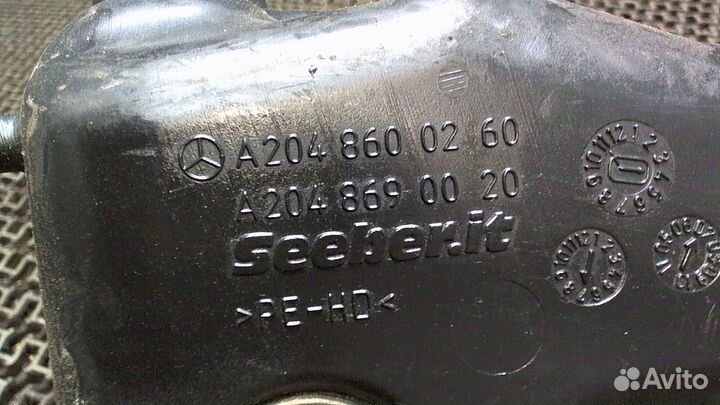 A204 860 02 60
A204 869 00 20
seeber.it
>PE-HD<
Avito